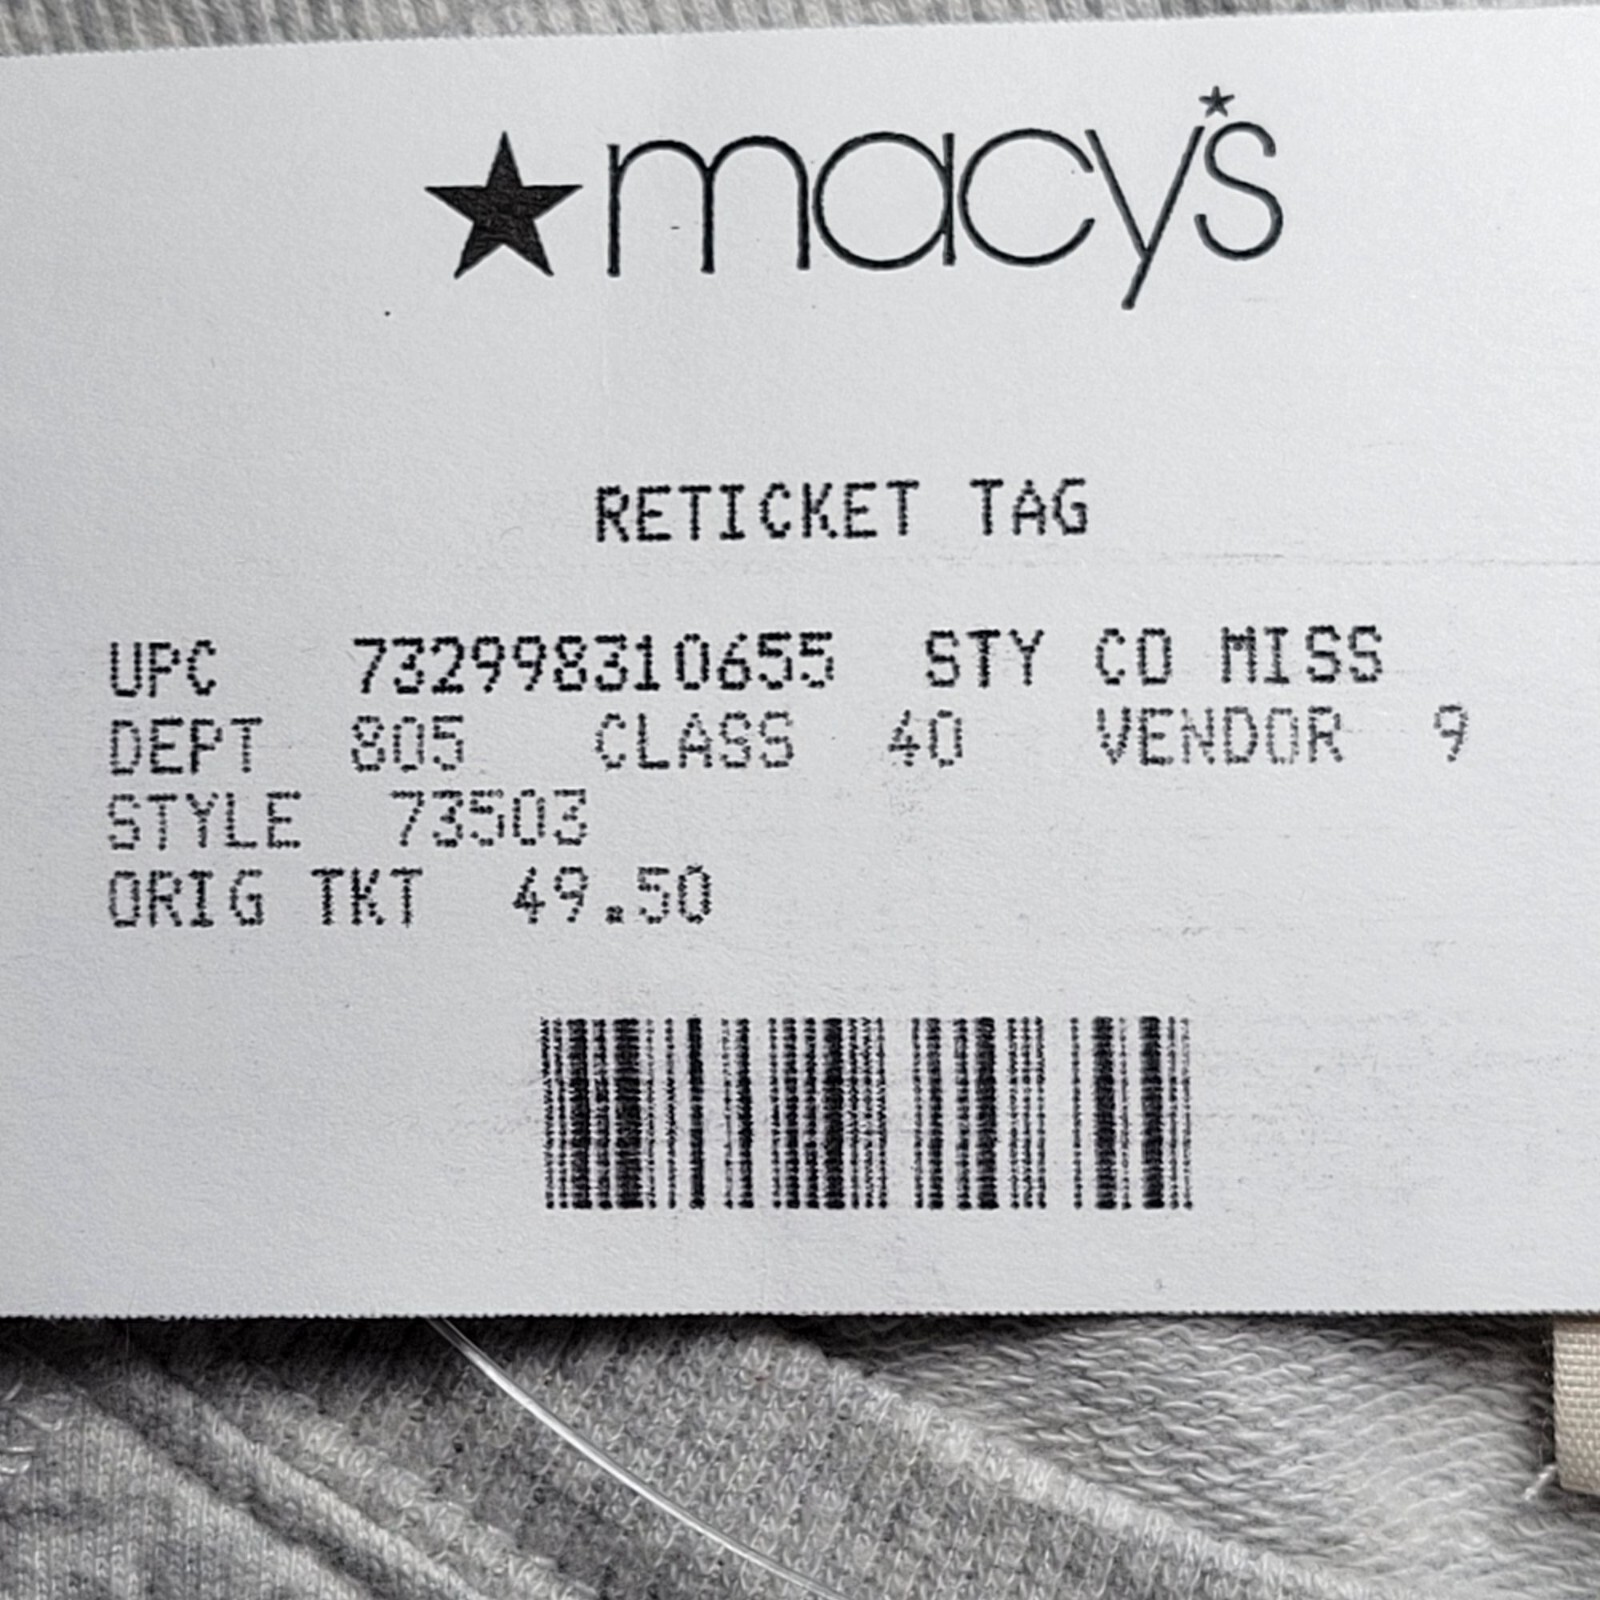 macy's
RETICKET TAG
UPC 732998310655 STY CO MISS
DEPT 805 CLASS 40 VENDOR 9
STYLE 73503
ORIG TKT 49.50